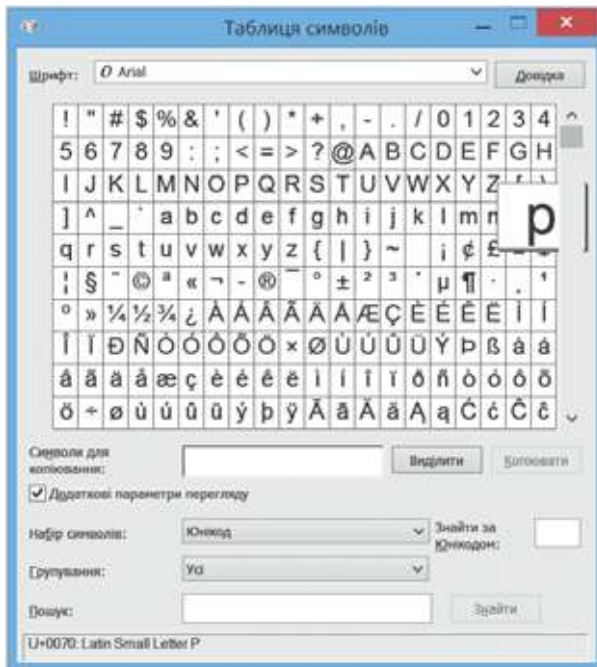 Таблиця символів
Шрифт: O Arial Довідка
! " # $ % & ' ( ) * + , - . / 0 1 2 3 4
5 6 7 8 9 : ; < = > ? @ A B C D E F G H
I J K L M N O P Q R S T U V W X Y Z [ \
] ^ _ ` a b c d e f g h i j k l m n p
q r s t u v w x y z { | } ~ ¡ ¢ £
¦ § ¨ © ª « ¬ - ® ¯ ° ± ² ³ ´ µ ¶ · ¸ ¹
º » ¼ ½ ¾ ¿ À Á Â Ã Ä Å Æ Ç È É Ê Ë Ì Í
Î Ï Ð Ñ Ò Ó Ô Õ Ö × Ø Ù Ú Û Ü Ý Þ ß à á
â ã ä å æ ç è é ê ë ì í î ï ð ñ ò ó ô õ
ö ÷ ø ù ú û ü ý þ ÿ Ā ā Ă ă Ą ą Ć ć Ĉ ĉ
Символи для копіювання: Виділити Копіювати
Додаткові параметри перегляду
Набір символів: Юнікод Знайти за Юнікодом:
Групування: Усі
Пошук: Знайти
U+0070: Latin Small Letter P